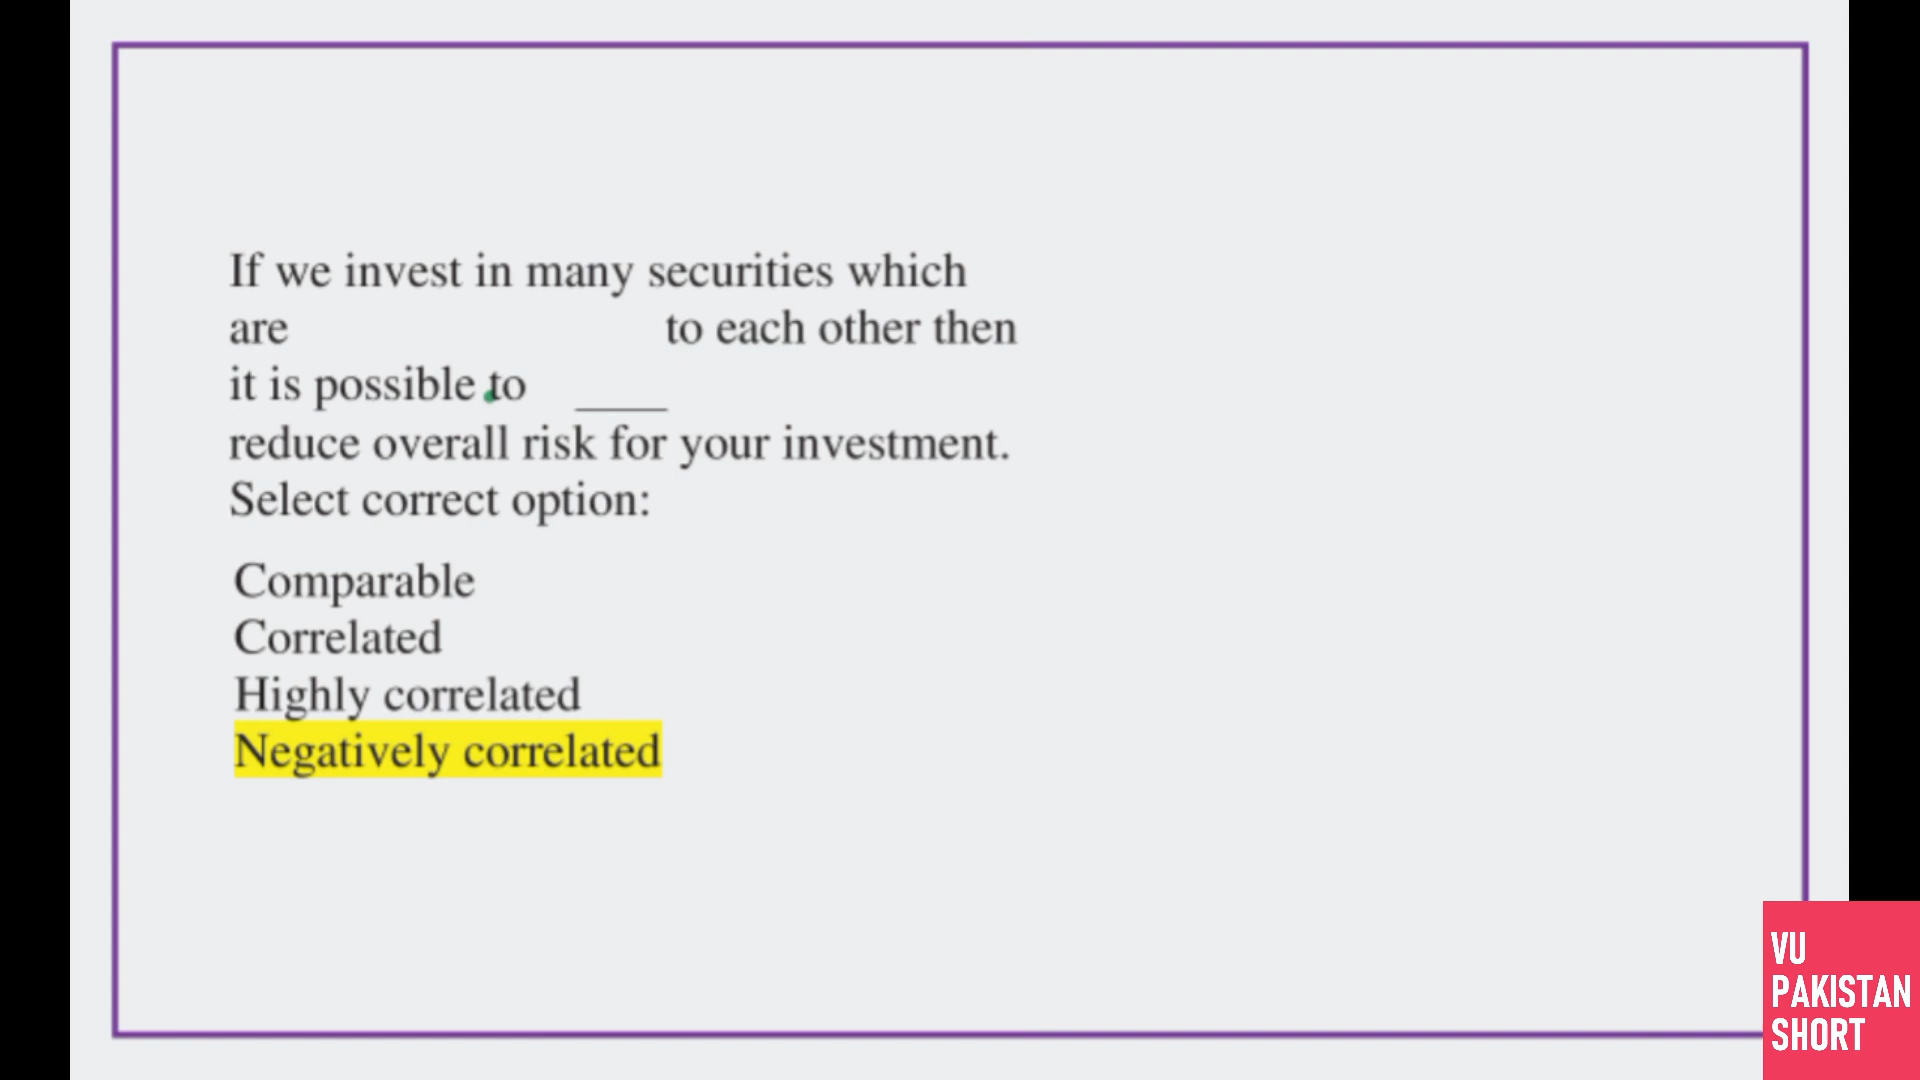 If we invest in many securities which
are to each other then
it is possible to ____
reduce overall risk for your investment.
Select correct option:
Comparable
Correlated
Highly correlated
Negatively correlated
VU
PAKISTAN
SHORT